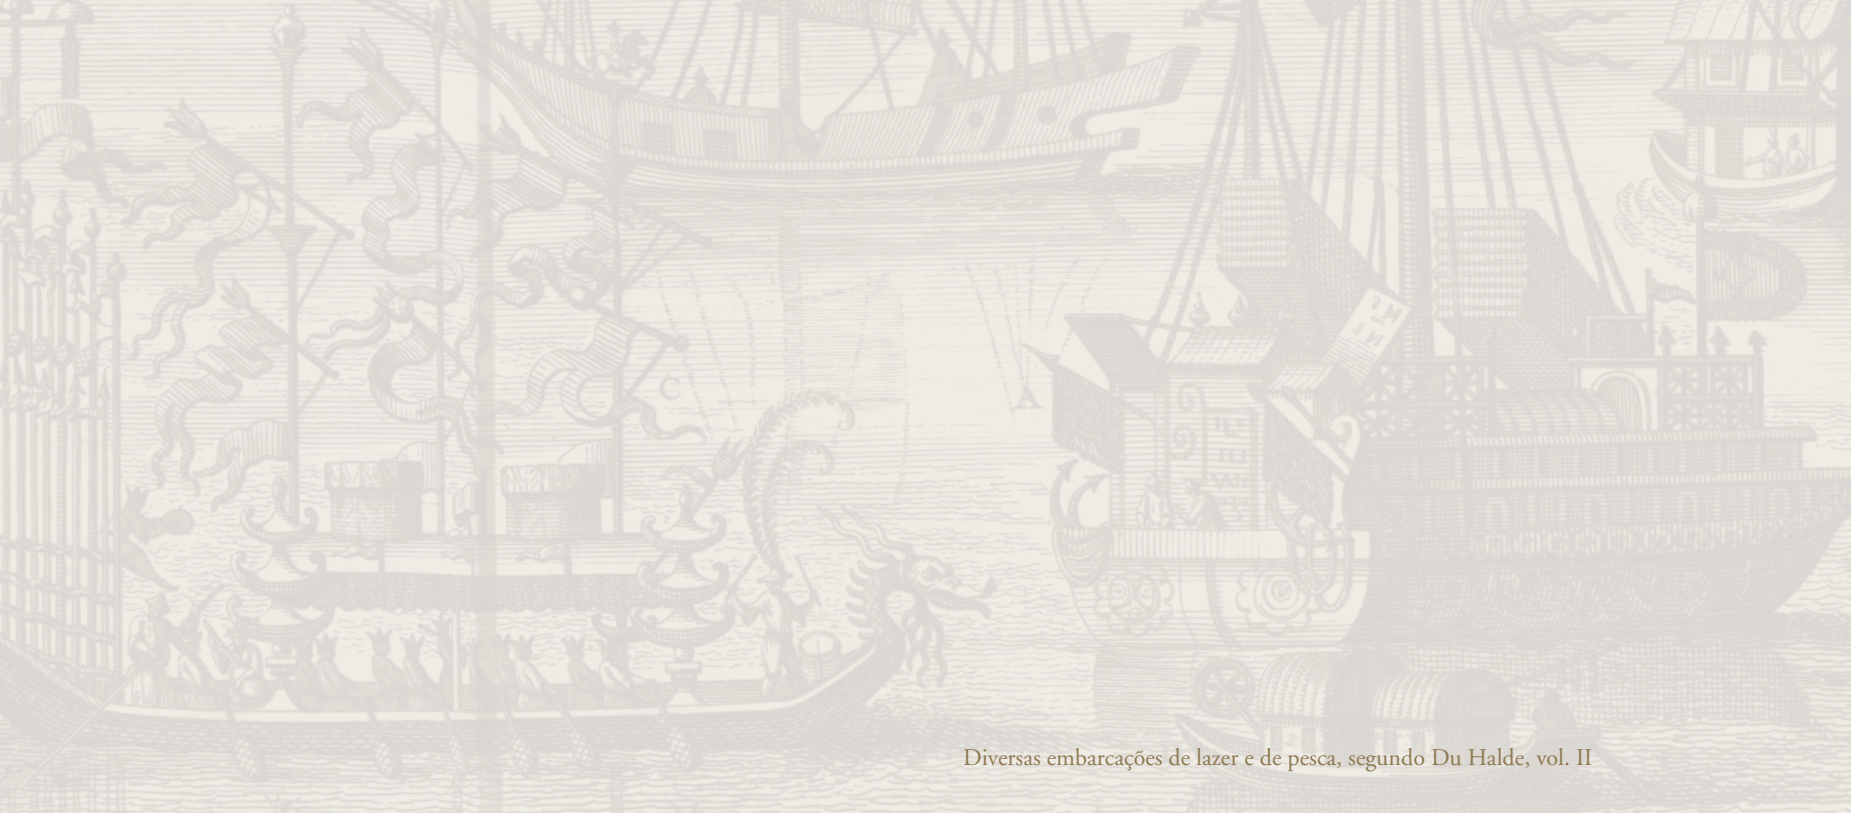 C
A
Diversas embarcações de lazer e de pesca, segundo Du Halde, vol. II